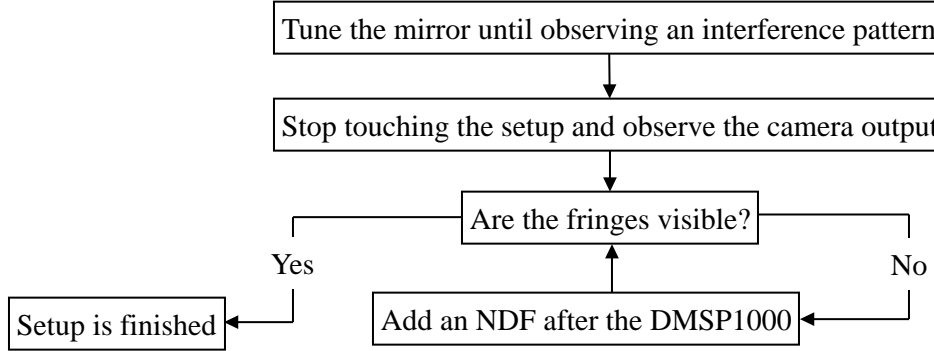 Tune the mirror until observing an interference pattern
Stop touching the setup and observe the camera output
Are the fringes visible?
Yes
No
Setup is finished
Add an NDF after the DMSP1000